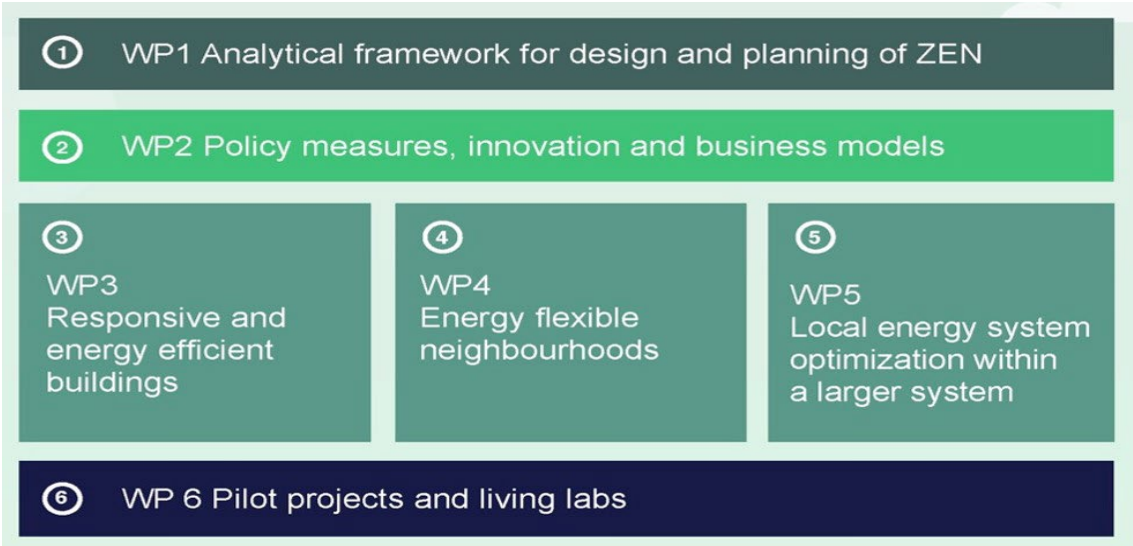 1 WP1 Analytical framework for design and planning of ZEN
2 WP2 Policy measures, innovation and business models
3
WP3
Responsive and
energy efficient
buildings
4
WP4
Energy flexible
neighbourhoods
5
WP5
Local energy system
optimization within
a larger system
6 WP 6 Pilot projects and living labs